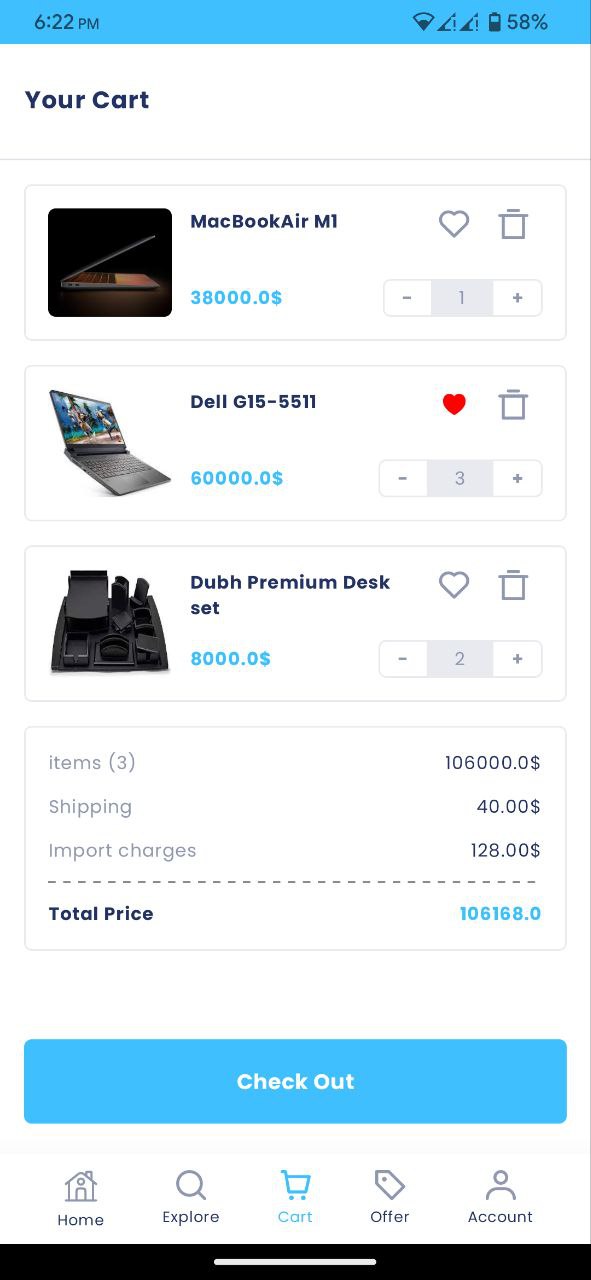 6:22 PM 58%
Your Cart
MacBookAir M1
38000.0$ - 1 +
Dell G15-5511
60000.0$ - 3 +
Dubh Premium Desk
set
8000.0$ - 2 +
items (3) 106000.0$
Shipping 40.00$
Import charges 128.00$
Total Price 106168.0
Check Out
Home Explore Cart Offer Account